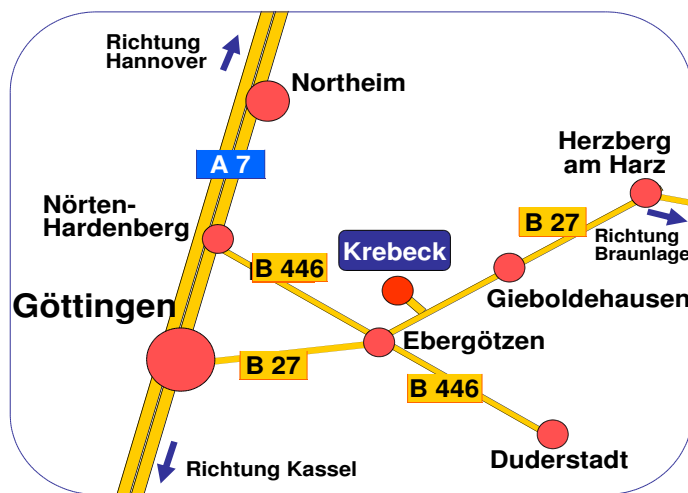 Richtung
Hannover
Northeim
Herzberg
am Harz
A 7
Nörten-
Hardenberg
B 27
Krebeck
Richtung
Braunlage
B 446
Gieboldehausen
Göttingen
Ebergötzen
B 27
B 446
Duderstadt
Richtung Kassel